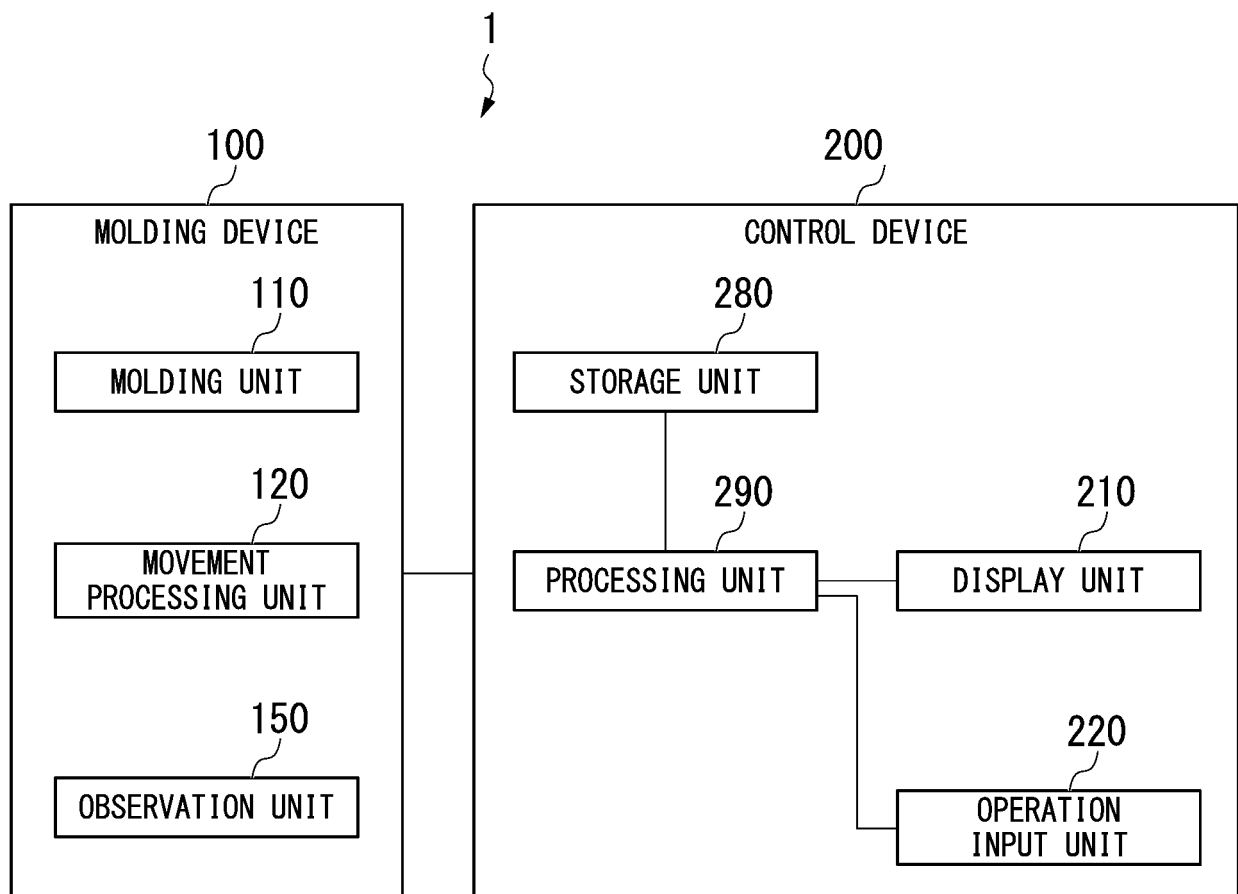 1
100
200
MOLDING DEVICE
CONTROL DEVICE
110
MOLDING UNIT
280
STORAGE UNIT
120
MOVEMENT
PROCESSING UNIT
290
PROCESSING UNIT
210
DISPLAY UNIT
150
OBSERVATION UNIT
220
OPERATION
INPUT UNIT